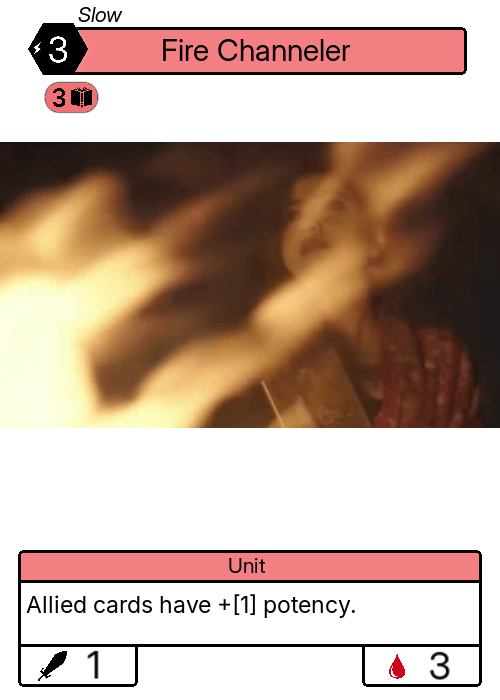 Slow
3 Fire Channeler
3
Unit
Allied cards have +[1] potency.
1 3